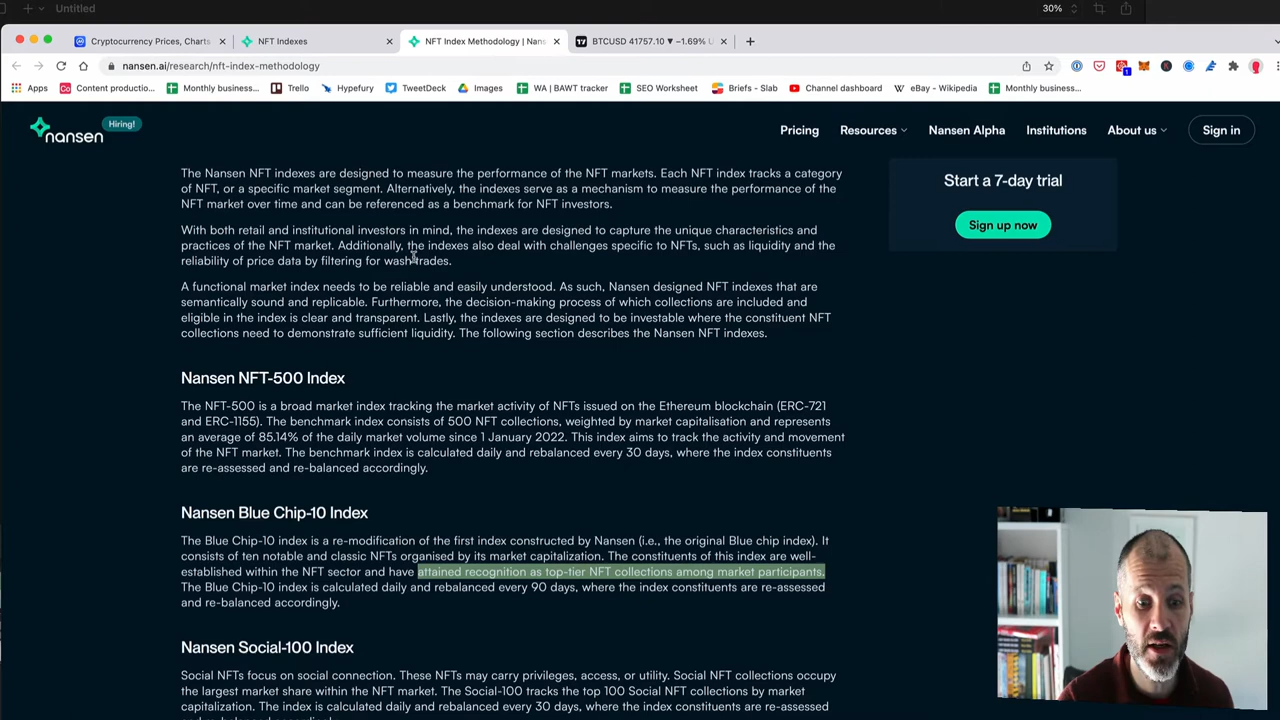 Untitled
30%
Cryptocurrency Prices, Charts
NFT Indexes
NFT Index Methodology | Nans
BTCUSD 41757.10 ▼ −1.69% U
nansen.ai/research/nft-index-methodology
1
Apps
Content productio...
Monthly business...
Trello
Hypefury
TweetDeck
Images
WA | BAWT tracker
SEO Worksheet
Briefs - Slab
Channel dashboard
eBay - Wikipedia
Monthly business...
nansen
Hiring!
Pricing
Resources
Nansen Alpha
Institutions
About us
Sign in
The Nansen NFT indexes are designed to measure the performance of the NFT markets. Each NFT index tracks a category
of NFT, or a specific market segment. Alternatively, the indexes serve as a mechanism to measure the performance of the
NFT market over time and can be referenced as a benchmark for NFT investors.
With both retail and institutional investors in mind, the indexes are designed to capture the unique characteristics and
practices of the NFT market. Additionally, the indexes also deal with challenges specific to NFTs, such as liquidity and the
reliability of price data by filtering for wash trades.
A functional market index needs to be reliable and easily understood. As such, Nansen designed NFT indexes that are
semantically sound and replicable. Furthermore, the decision-making process of which collections are included and
eligible in the index is clear and transparent. Lastly, the indexes are designed to be investable where the constituent NFT
collections need to demonstrate sufficient liquidity. The following section describes the Nansen NFT indexes.
Start a 7-day trial
Sign up now
Nansen NFT-500 Index
The NFT-500 is a broad market index tracking the market activity of NFTs issued on the Ethereum blockchain (ERC-721
and ERC-1155). The benchmark index consists of 500 NFT collections, weighted by market capitalisation and represents
an average of 85.14% of the daily market volume since 1 January 2022. This index aims to track the activity and movement
of the NFT market. The benchmark index is calculated daily and rebalanced every 30 days, where the index constituents
are re-assessed and re-balanced accordingly.
Nansen Blue Chip-10 Index
The Blue Chip-10 index is a re-modification of the first index constructed by Nansen (i.e., the original Blue chip index). It
consists of ten notable and classic NFTs organised by its market capitalization. The constituents of this index are well-
established within the NFT sector and have attained recognition as top-tier NFT collections among market participants.
The Blue Chip-10 index is calculated daily and rebalanced every 90 days, where the index constituents are re-assessed
and re-balanced accordingly.
Nansen Social-100 Index
Social NFTs focus on social connection. These NFTs may carry privileges, access, or utility. Social NFT collections occupy
the largest market share within the NFT market. The Social-100 tracks the top 100 Social NFT collections by market
capitalization. The index is calculated daily and rebalanced every 30 days, where the index constituents are